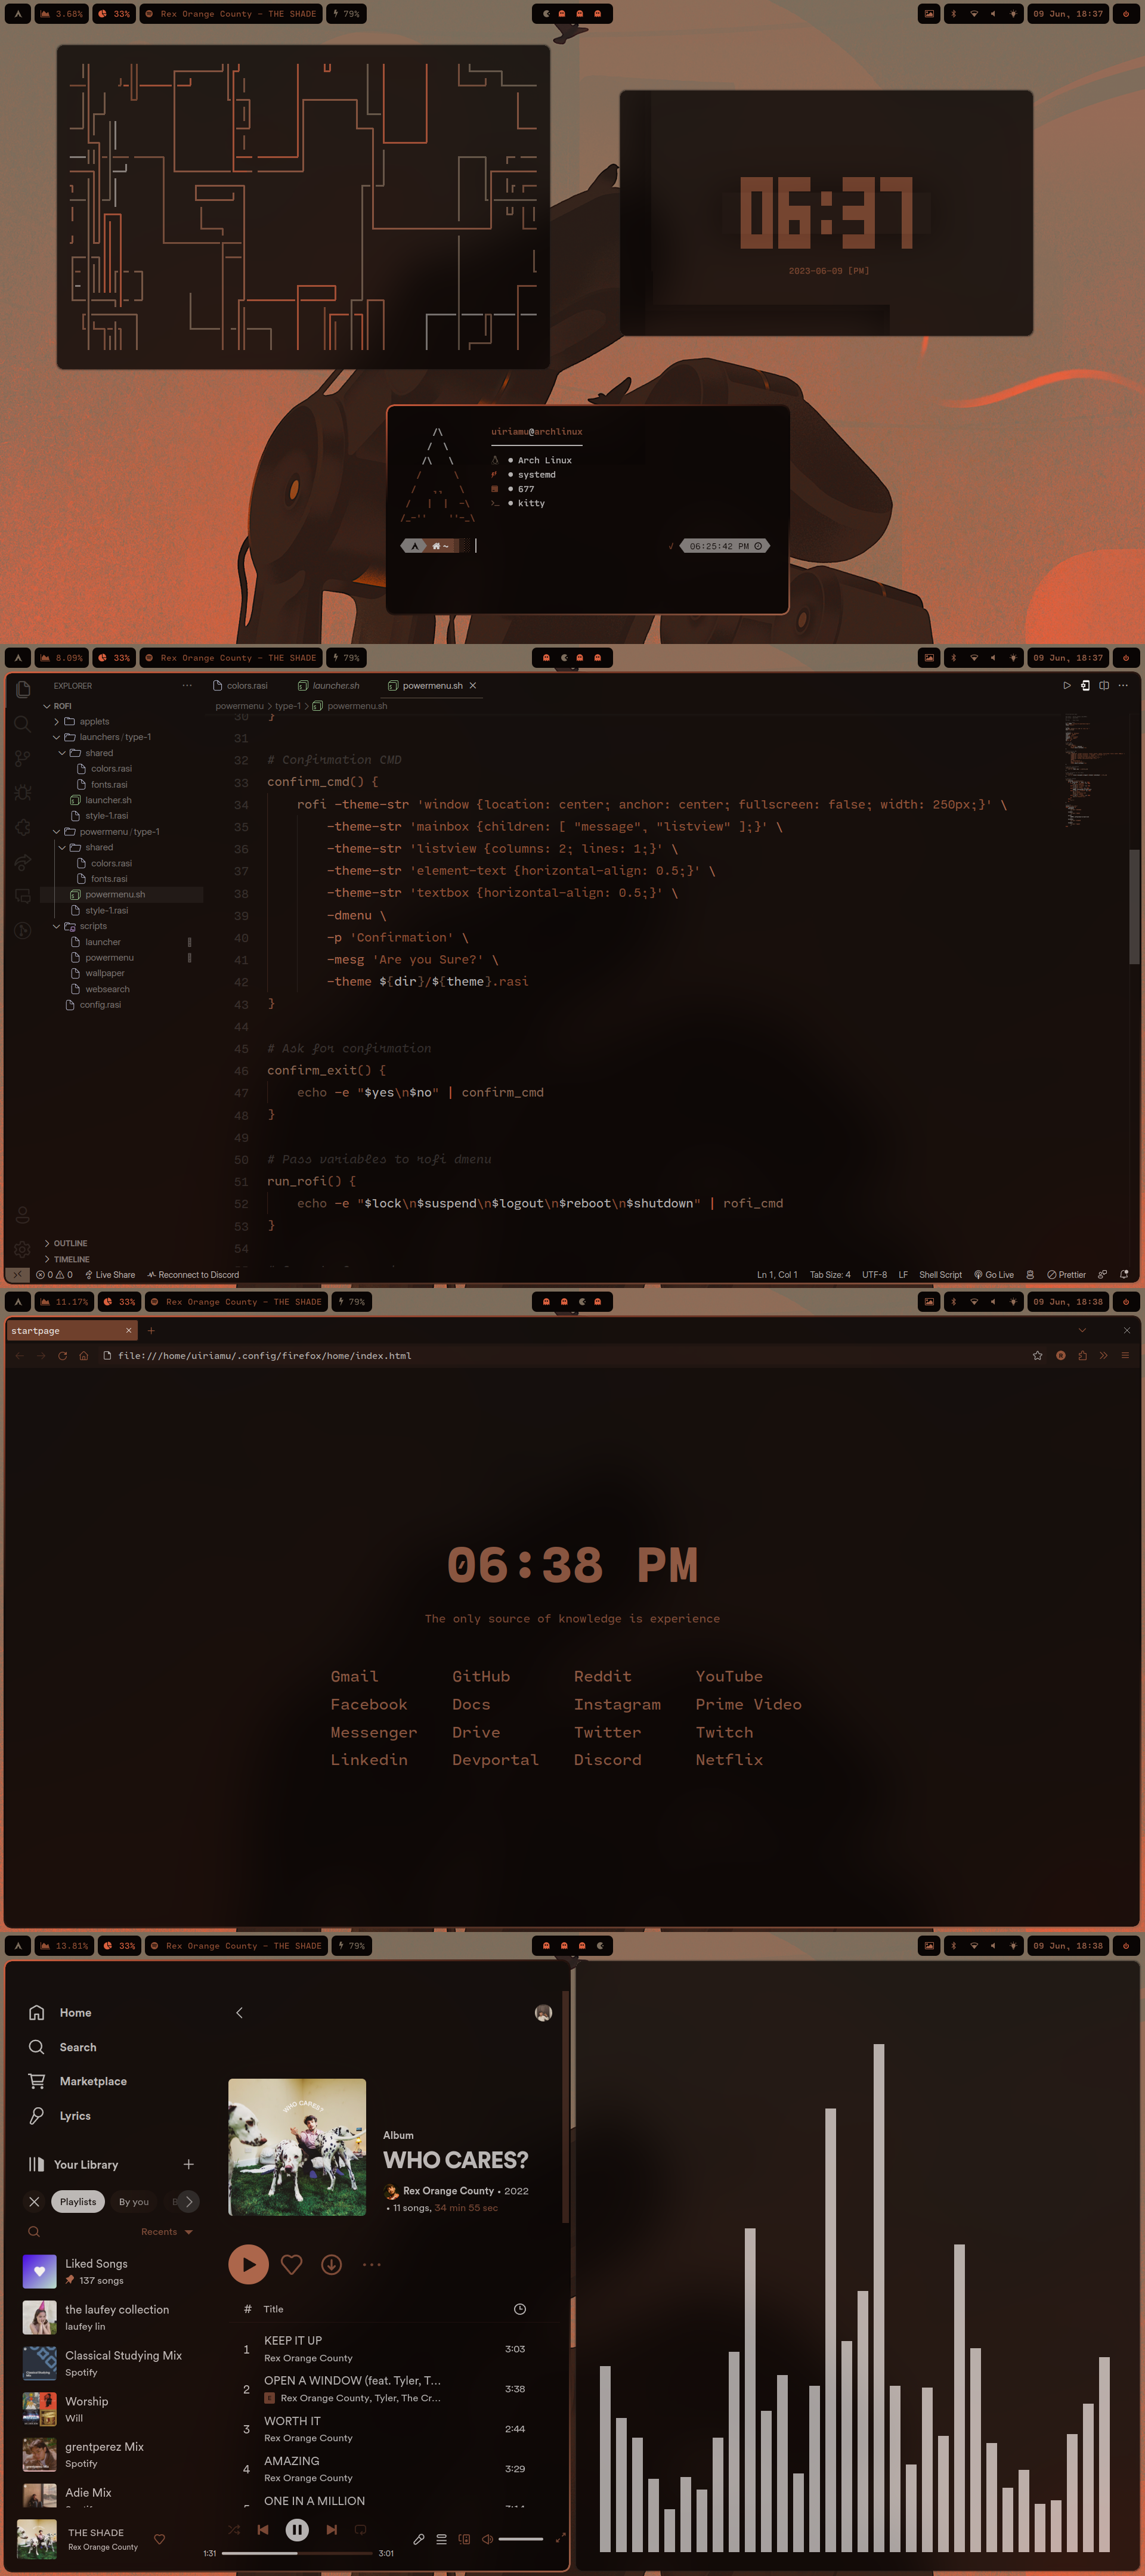 3.68%
33%
Rex Orange County - THE SHADE
79%
09 Jun, 18:37
06:37
2023-06-09 [PM]
uiriamu@archlinux
● Arch Linux
● systemd
● 677
● kitty
~
√ 06:25:42 PM
8.09%
33%
Rex Orange County - THE SHADE
79%
09 Jun, 18:37
EXPLORER
colors.rasi
launcher.sh
powermenu.sh
powermenu > type-1 > powermenu.sh
ROFI
applets
launchers / type-1
shared
colors.rasi
fonts.rasi
launcher.sh
style-1.rasi
powermenu / type-1
shared
colors.rasi
fonts.rasi
powermenu.sh
style-1.rasi
scripts
launcher
powermenu
wallpaper
websearch
config.rasi
OUTLINE
TIMELINE
30 }
31
32 # Confirmation CMD
33 confirm_cmd() {
34 rofi -theme-str 'window {location: center; anchor: center; fullscreen: false; width: 250px;}' \
35 -theme-str 'mainbox {children: [ "message", "listview" ];}' \
36 -theme-str 'listview {columns: 2; lines: 1;}' \
37 -theme-str 'element-text {horizontal-align: 0.5;}' \
38 -theme-str 'textbox {horizontal-align: 0.5;}' \
39 -dmenu \
40 -p 'Confirmation' \
41 -mesg 'Are you Sure?' \
42 -theme ${dir}/${theme}.rasi
43 }
44
45 # Ask for confirmation
46 confirm_exit() {
47 echo -e "$yes\n$no" | confirm_cmd
48 }
49
50 # Pass variables to rofi dmenu
51 run_rofi() {
52 echo -e "$lock\n$suspend\n$logout\n$reboot\n$shutdown" | rofi_cmd
53 }
54
0 0 Live Share Reconnect to Discord
Ln 1, Col 1 Tab Size: 4 UTF-8 LF Shell Script Go Live Prettier
11.17%
33%
Rex Orange County - THE SHADE
79%
09 Jun, 18:38
startpage
file:///home/uiriamu/.config/firefox/home/index.html
06:38 PM
The only source of knowledge is experience
Gmail GitHub Reddit YouTube
Facebook Docs Instagram Prime Video
Messenger Drive Twitter Twitch
Linkedin Devportal Discord Netflix
13.81%
33%
Rex Orange County - THE SHADE
79%
09 Jun, 18:38
Home
Search
Marketplace
Lyrics
Your Library
Playlists By you
Recents
Liked Songs
137 songs
the laufey collection
laufey lin
Classical Studying Mix
Spotify
Worship
Will
grentperez Mix
Spotify
Adie Mix
WHO CARES?
Album
WHO CARES?
Rex Orange County • 2022
• 11 songs, 34 min 55 sec
# Title
1 KEEP IT UP 3:03
Rex Orange County
2 OPEN A WINDOW (feat. Tyler, T... 3:38
E Rex Orange County, Tyler, The Cr...
3 WORTH IT 2:44
Rex Orange County
4 AMAZING 3:29
Rex Orange County
ONE IN A MILLION
THE SHADE
Rex Orange County
1:31
3:01